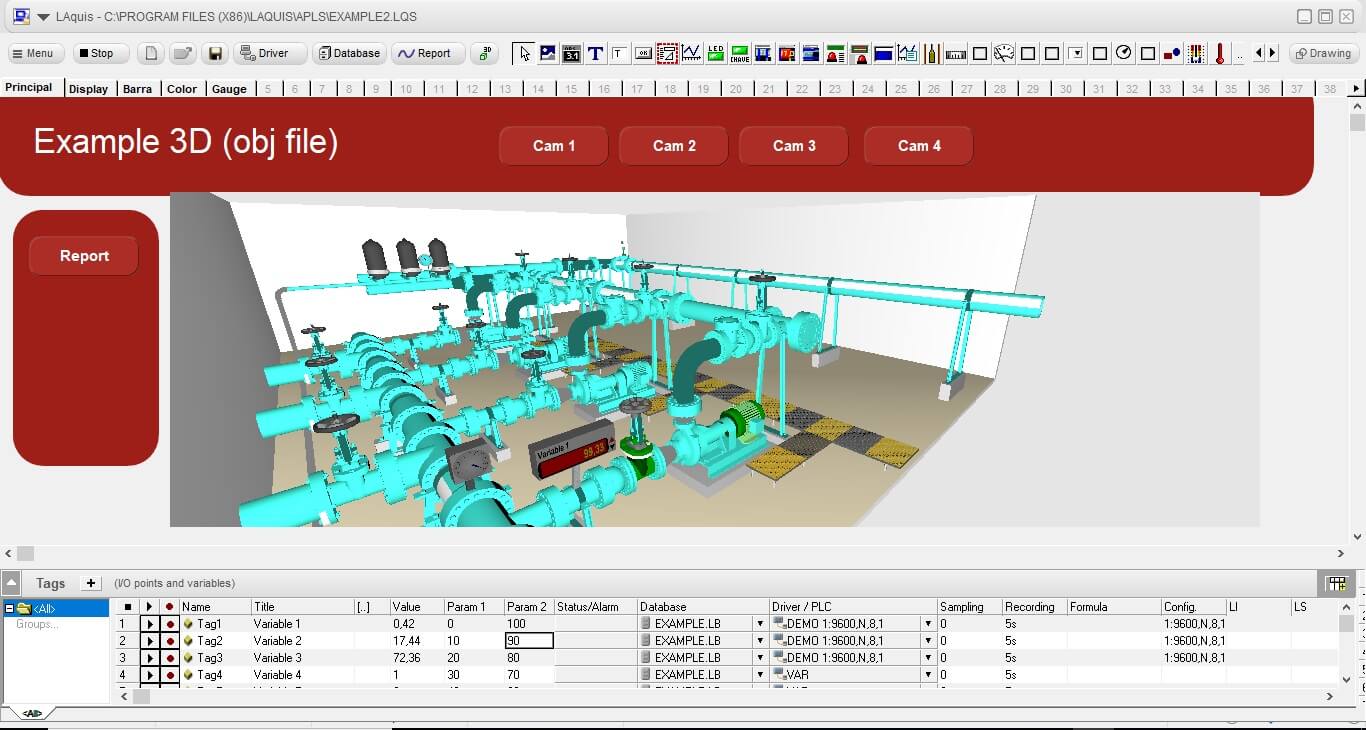 LAquis - C:\PROGRAM FILES (X86)\LAQUIS\APLS\EXAMPLE2.LQS
Menu Stop Driver Database Report 3D T T OK LED CHAVE Drawing
Principal Display Barra Color Gauge 5 6 7 8 9 10 11 12 13 14 15 16 17 18 19 20 21 22 23 24 25 26 27 28 29 30 31 32 33 34 35 36 37 38
Example 3D (obj file)
Cam 1 Cam 2 Cam 3 Cam 4
Report
Variable 1
99,33
Tags + (I/O points and variables)
<All>
Groups...
Name Title [..] Value Param 1 Param 2 Status/Alarm Database Driver / PLC Sampling Recording Formula Config. LI LS
1 Tag1 Variable 1 0,42 0 100 EXAMPLE.LB DEMO 1:9600,N,8,1 0 5s 1:9600,N,8,1
2 Tag2 Variable 2 17,44 10 90 EXAMPLE.LB DEMO 1:9600,N,8,1 0 5s 1:9600,N,8,1
3 Tag3 Variable 3 72,36 20 80 EXAMPLE.LB DEMO 1:9600,N,8,1 0 5s 1:9600,N,8,1
4 Tag4 Variable 4 1 30 70 EXAMPLE.LB VAR 0 5s
<All>